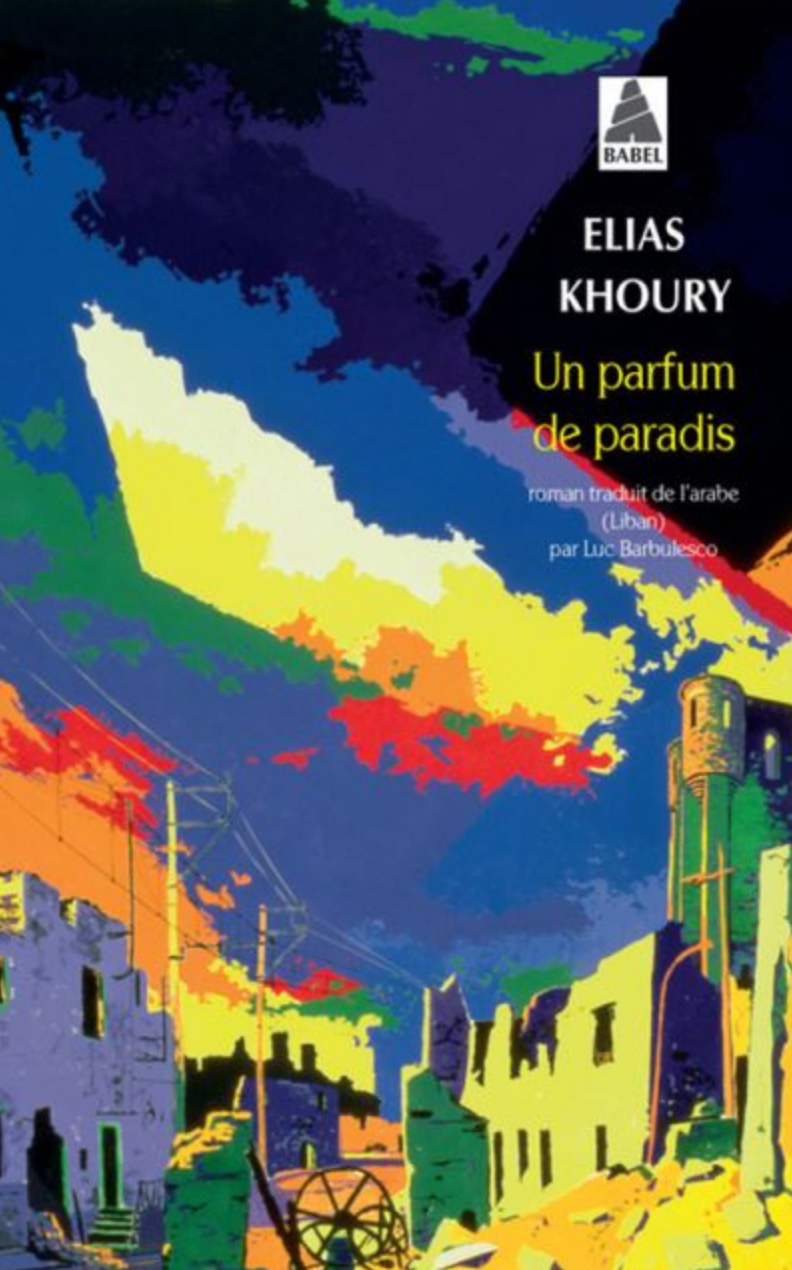 BABEL
ELIAS
KHOURY
Un parfum
de paradis
roman traduit de l'arabe
(Liban)
par Luc Barbulesco